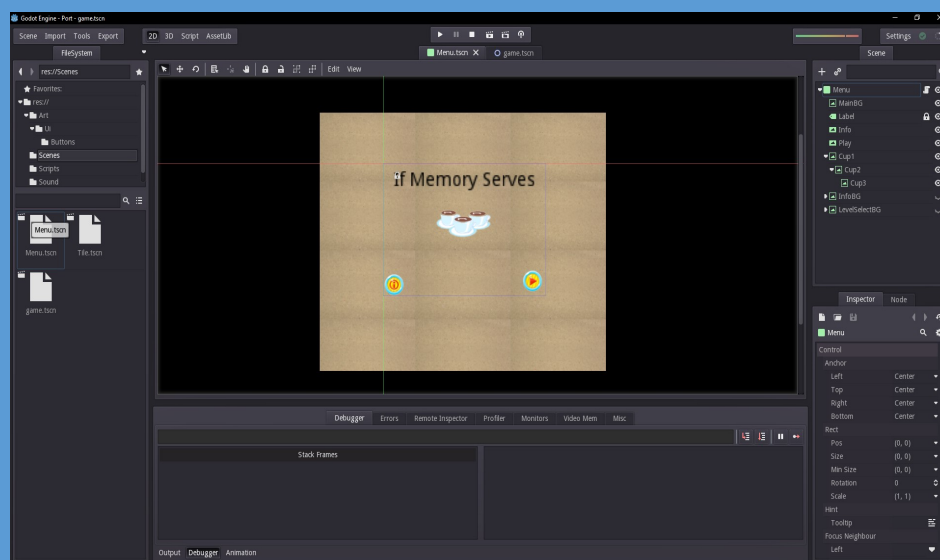 Godot Engine - Port - game.tscn
Scene Import Tools Export 2D 3D Script AssetLib Settings
FileSystem
Menu.tscn X game.tscn
Scene
res://Scenes
Edit View
Favorites:
res://
Art
Ui
Buttons
Scenes
Scripts
Sound
Menu.tscn
Menu.tscn Tile.tscn
game.tscn
If Memory Serves
Debugger Errors Remote Inspector Profiler Monitors Video Mem Misc
Stack Frames
Output Debugger Animation
Menu
MainBG
Label
Info
Play
Cup1
Cup2
Cup3
InfoBG
LevelSelectBG
Inspector Node
Menu
Control
Anchor
Left Center
Top Center
Right Center
Bottom Center
Rect
Pos (0, 0)
Size (0, 0)
Min Size (0, 0)
Rotation 0
Scale (1, 1)
Hint
Tooltip
Focus Neighbour
Left